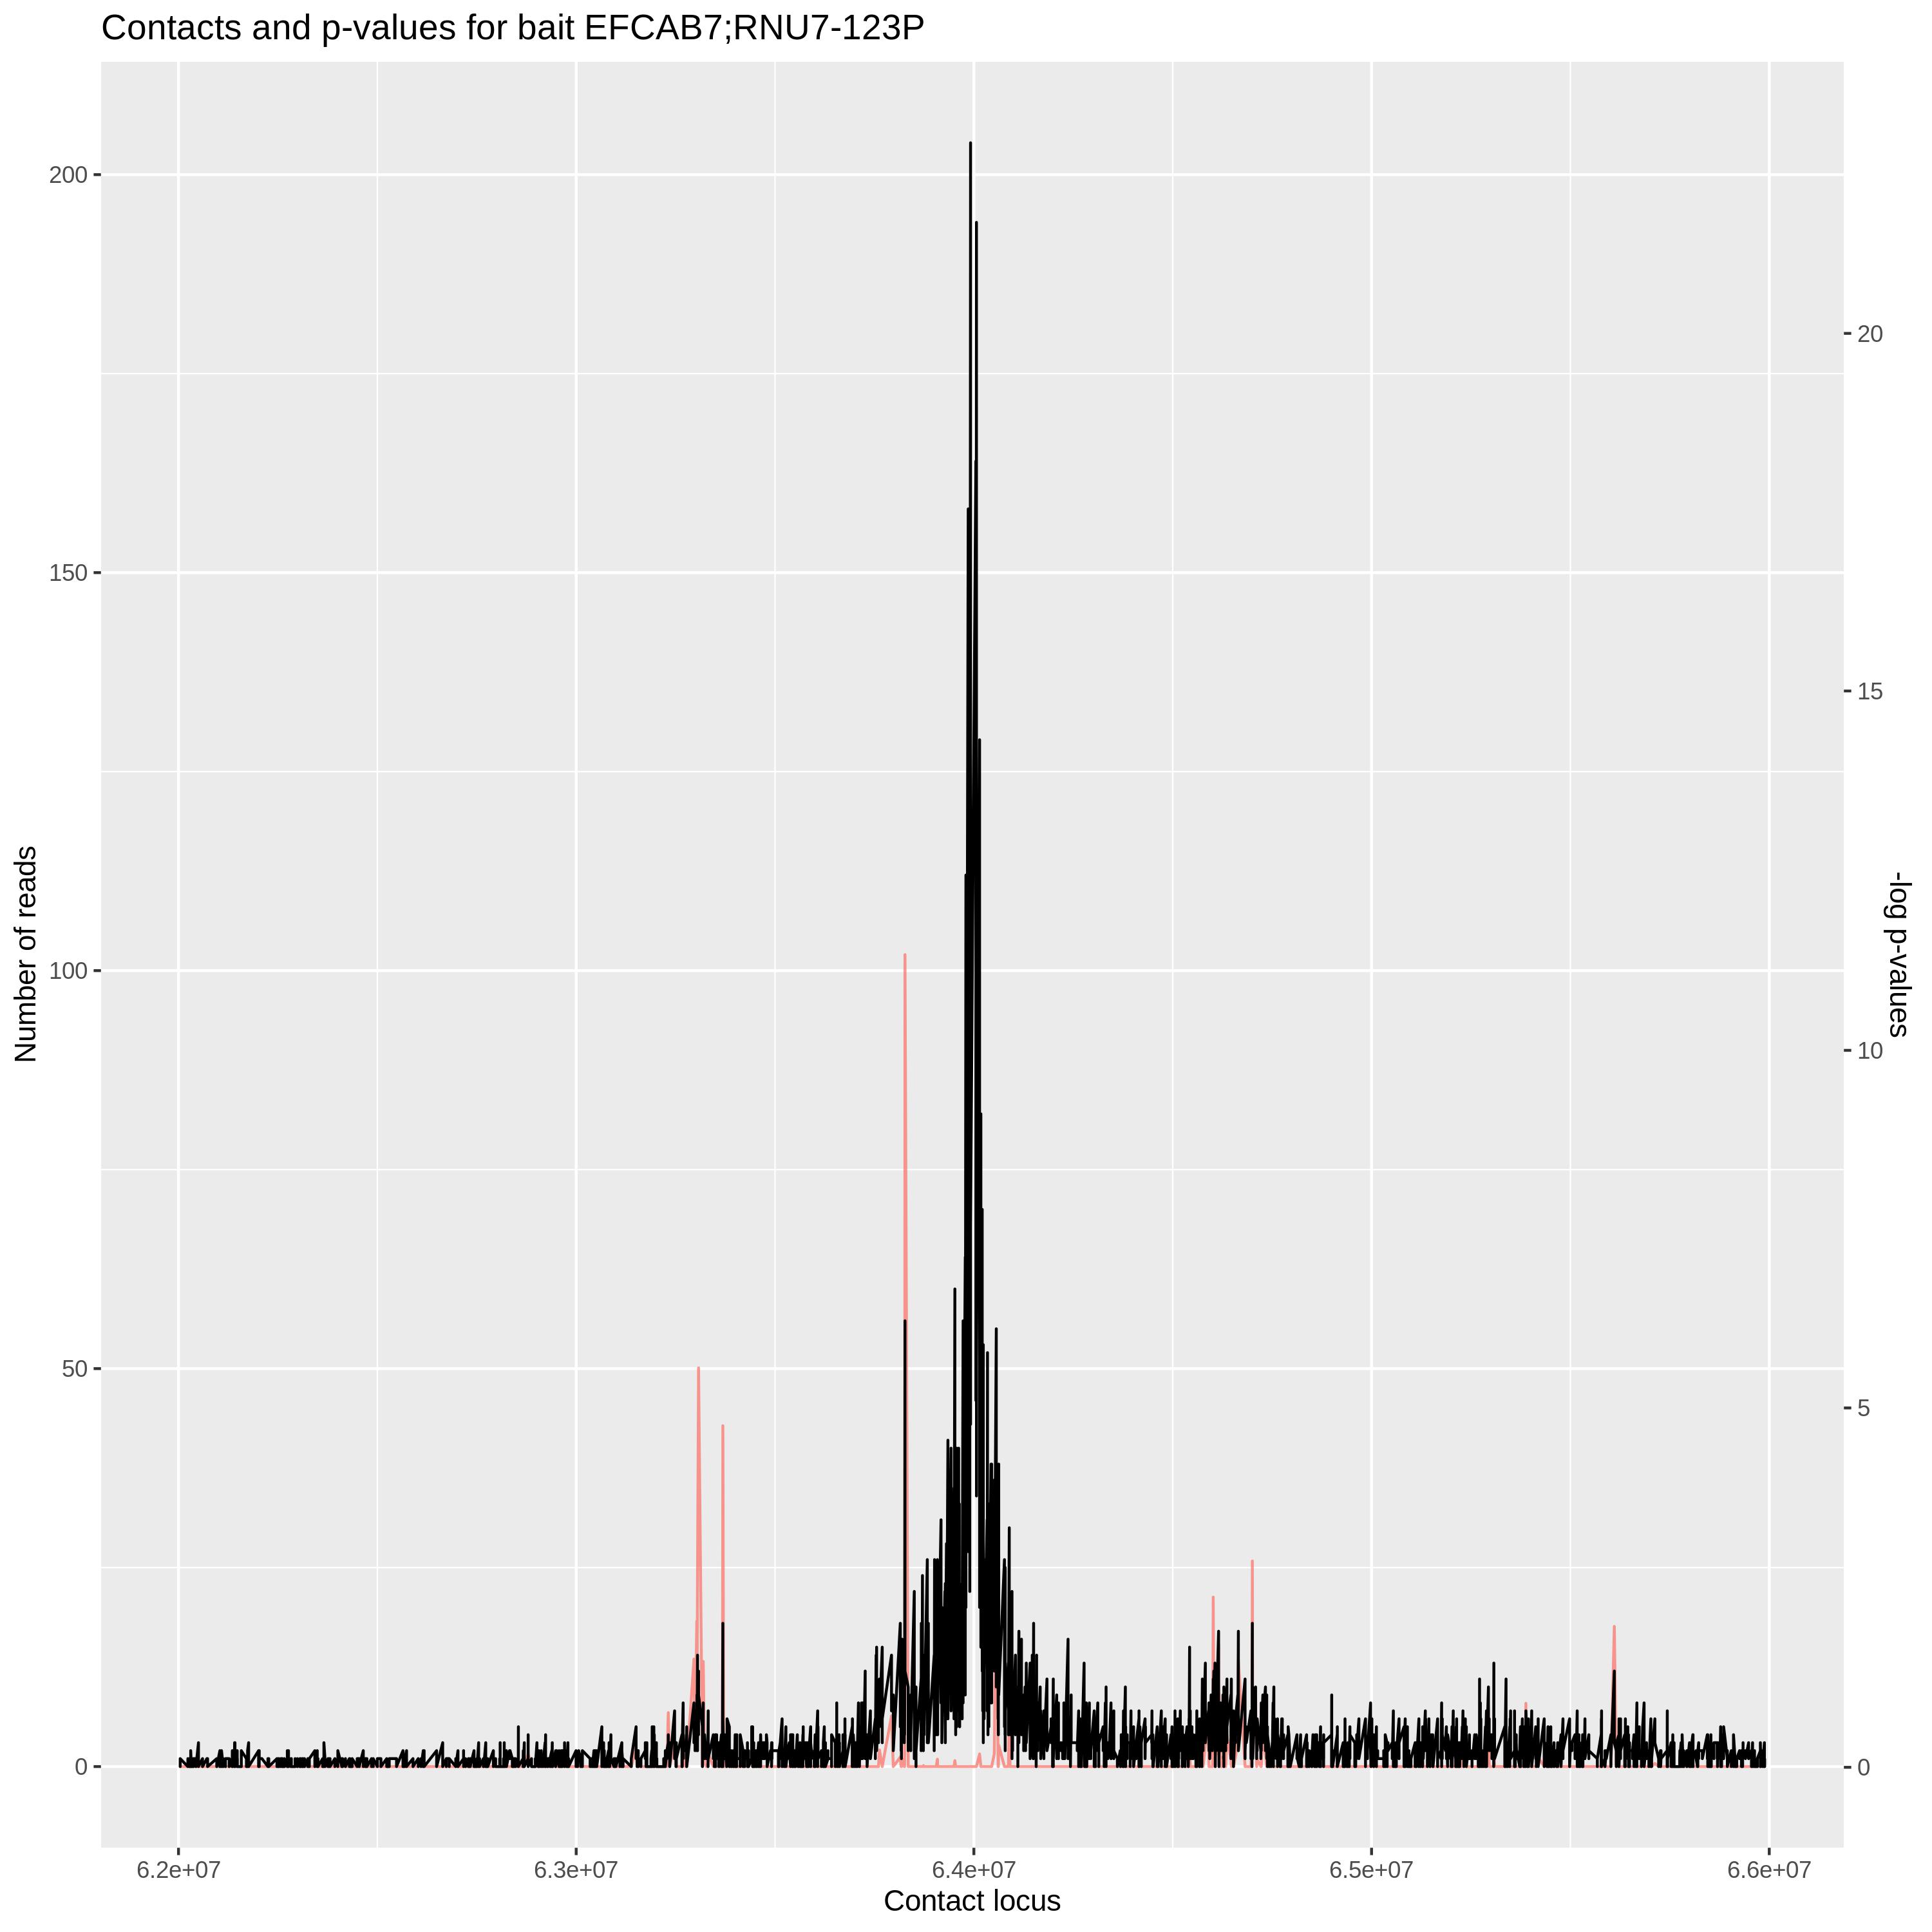 Contacts and p-values for bait EFCAB7;RNU7-123P
200
150
100
50
0
Number of reads
20
15
10
5
0
-log p-values
6.2e+07
6.3e+07
6.4e+07
6.5e+07
6.6e+07
Contact locus